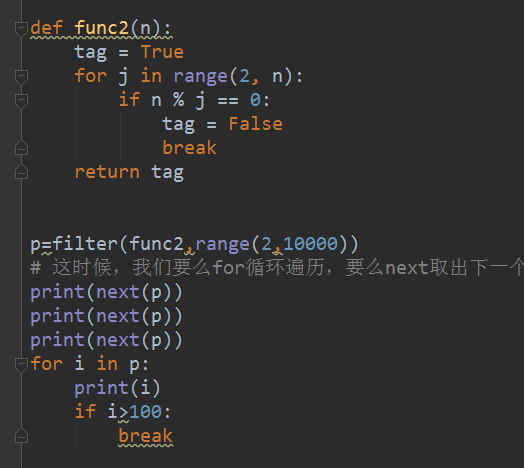 def func2(n):
    tag = True
    for j in range(2, n):
        if n % j == 0:
            tag = False
            break
    return tag
p=filter(func2,range(2,10000))
# 这时候，我们要么for循环遍历，要么next取出下一个
print(next(p))
print(next(p))
print(next(p))
for i in p:
    print(i)
    if i>100:
        break